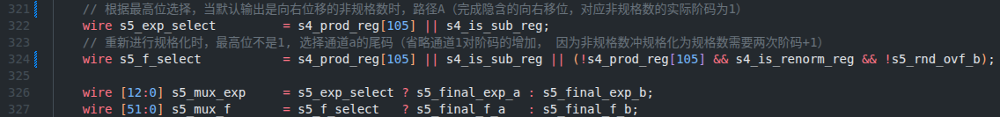 321 // 根据最高位选择，当默认输出是向右位移的非规格数时，路径A（完成隐含的向右移位，对应非规格数的实际阶码为1）
322 wire s5_exp_select = s4_prod_reg[105] || s4_is_sub_reg;
323 // 重新进行规格化时，最高位不是1, 选择通道a的尾码（省略通道1对阶码的增加， 因为非规格数冲规格化为规格数需要两次阶码+1）
324 wire s5_f_select = s4_prod_reg[105] || s4_is_sub_reg || (!s4_prod_reg[105] && s4_is_renorm_reg && !s5_rnd_ovf_b);
325
326 wire [12:0] s5_mux_exp = s5_exp_select ? s5_final_exp_a : s5_final_exp_b;
327 wire [51:0] s5_mux_f = s5_f_select ? s5_final_f_a : s5_final_f_b;